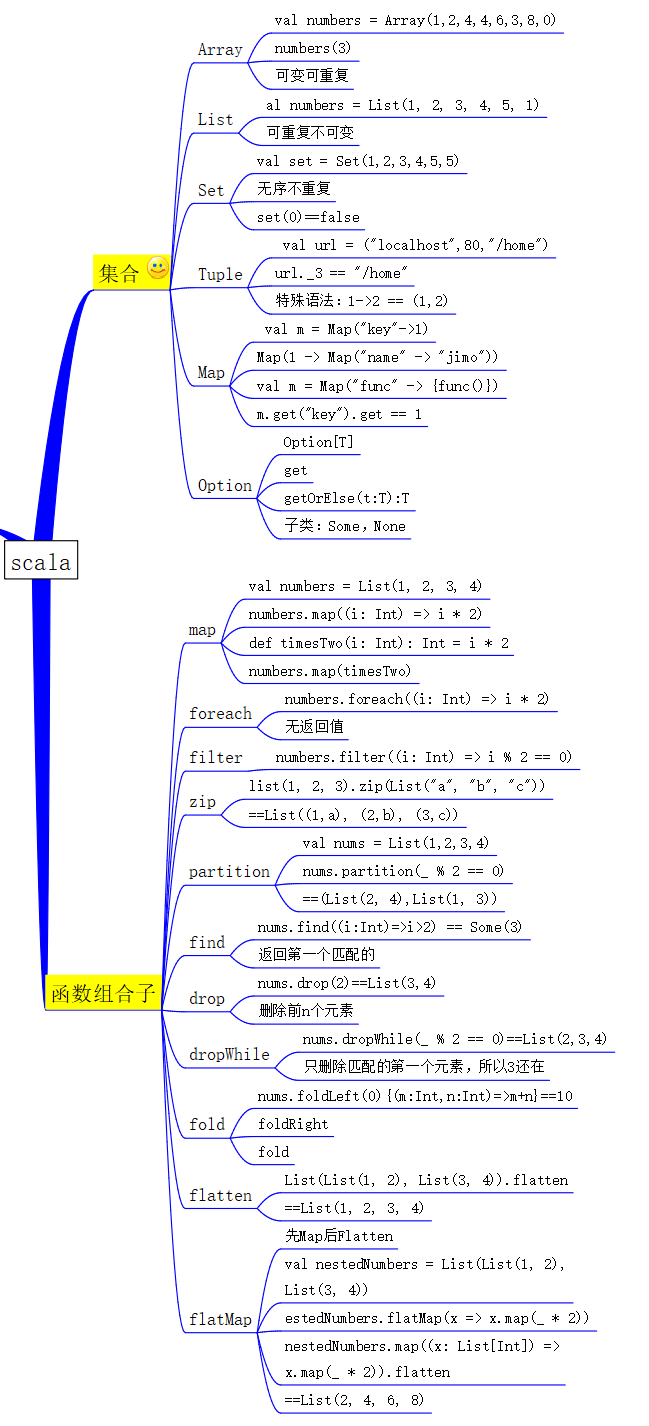 scala
集合
Array
val numbers = Array(1,2,4,4,6,3,8,0)
numbers(3)
可变可重复
List
al numbers = List(1, 2, 3, 4, 5, 1)
可重复不可变
Set
val set = Set(1,2,3,4,5,5)
无序不重复
set(0)==false
Tuple
val url = ("localhost",80,"/home")
url._3 == "/home"
特殊语法：1->2 == (1,2)
Map
val m = Map("key"->1)
Map(1 -> Map("name" -> "jimo"))
val m = Map("func" -> {func()})
m.get("key").get == 1
Option
Option[T]
get
getOrElse(t:T):T
子类：Some，None
函数组合子
map
val numbers = List(1, 2, 3, 4)
numbers.map((i: Int) => i * 2)
def timesTwo(i: Int): Int = i * 2
numbers.map(timesTwo)
foreach
numbers.foreach((i: Int) => i * 2)
无返回值
filter
numbers.filter((i: Int) => i % 2 == 0)
zip
list(1, 2, 3).zip(List("a", "b", "c"))
==List((1,a), (2,b), (3,c))
partition
val nums = List(1,2,3,4)
nums.partition(_ % 2 == 0)
==(List(2, 4),List(1, 3))
find
nums.find((i:Int)=>i>2) == Some(3)
返回第一个匹配的
drop
nums.drop(2)==List(3,4)
删除前n个元素
dropWhile
nums.dropWhile(_ % 2 == 0)==List(2,3,4)
只删除匹配的第一个元素，所以3还在
fold
nums.foldLeft(0){(m:Int,n:Int)=>m+n}==10
foldRight
fold
flatten
List(List(1, 2), List(3, 4)).flatten
==List(1, 2, 3, 4)
flatMap
先Map后Flatten
val nestedNumbers = List(List(1, 2),
List(3, 4))
estedNumbers.flatMap(x => x.map(_ * 2))
nestedNumbers.map((x: List[Int]) =>
x.map(_ * 2)).flatten
==List(2, 4, 6, 8)